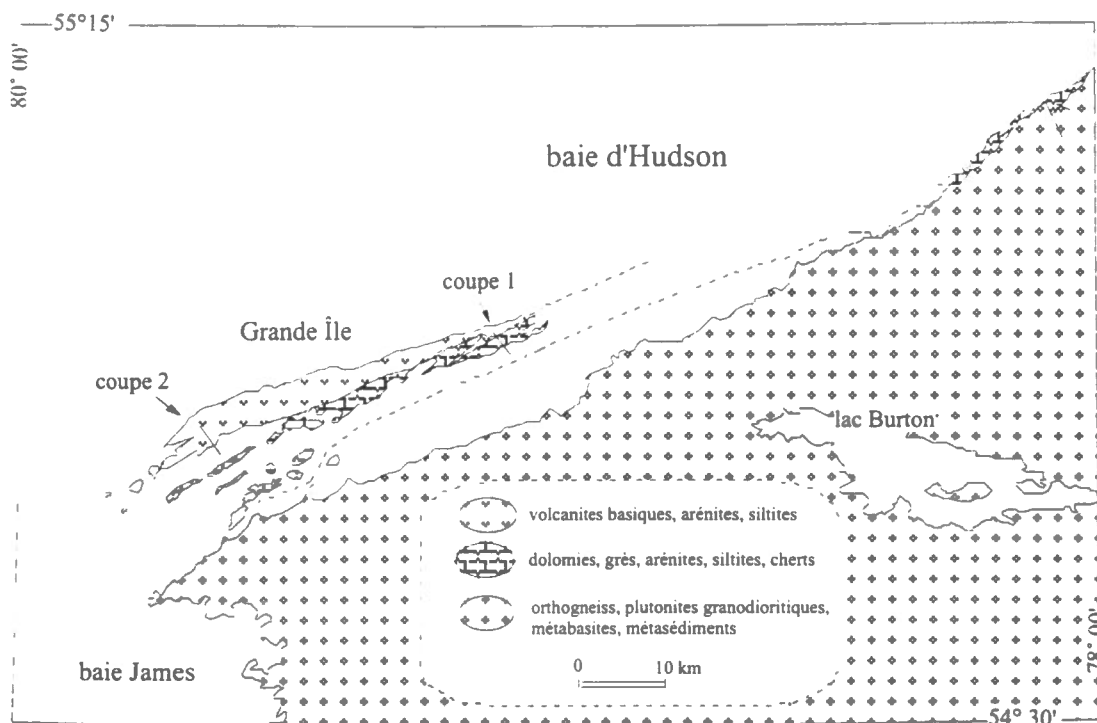 55°15'
80° 00'
baie d'Hudson
coupe 1
Grande Île
coupe 2
lac Burton
volcanites basiques, arénites, siltites
dolomies, grès, arénites, siltites, cherts
orthogneiss, plutonites granodioritiques,
métabasites, métasédiments
0 10 km
baie James
78° 00'
54° 30'